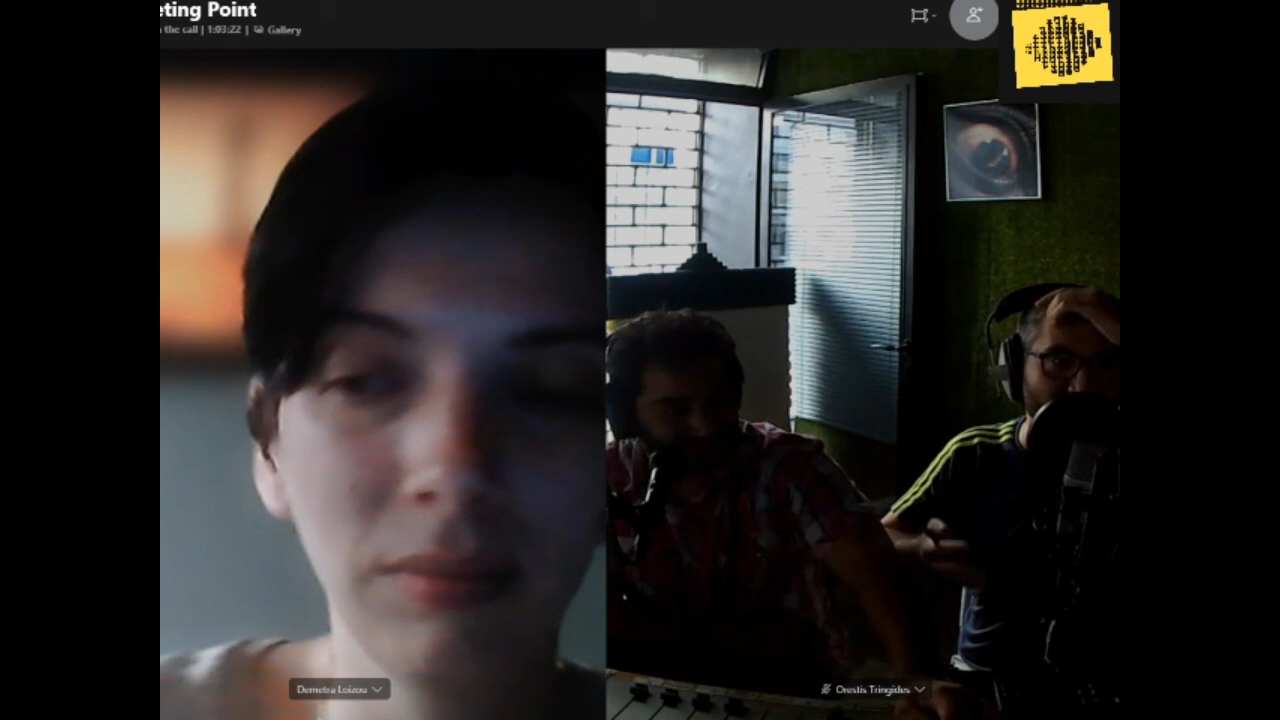 eting Point
the call | 1:03:22 | Gallery
Demetra Loizou
Orestis Tringides